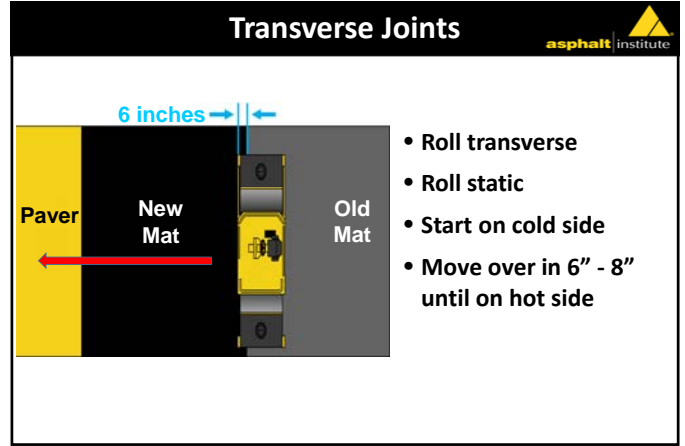 Transverse Joints
asphalt institute
6 inches
Paver
New
Mat
Old
Mat
• Roll transverse
• Roll static
• Start on cold side
• Move over in 6” - 8”
until on hot side